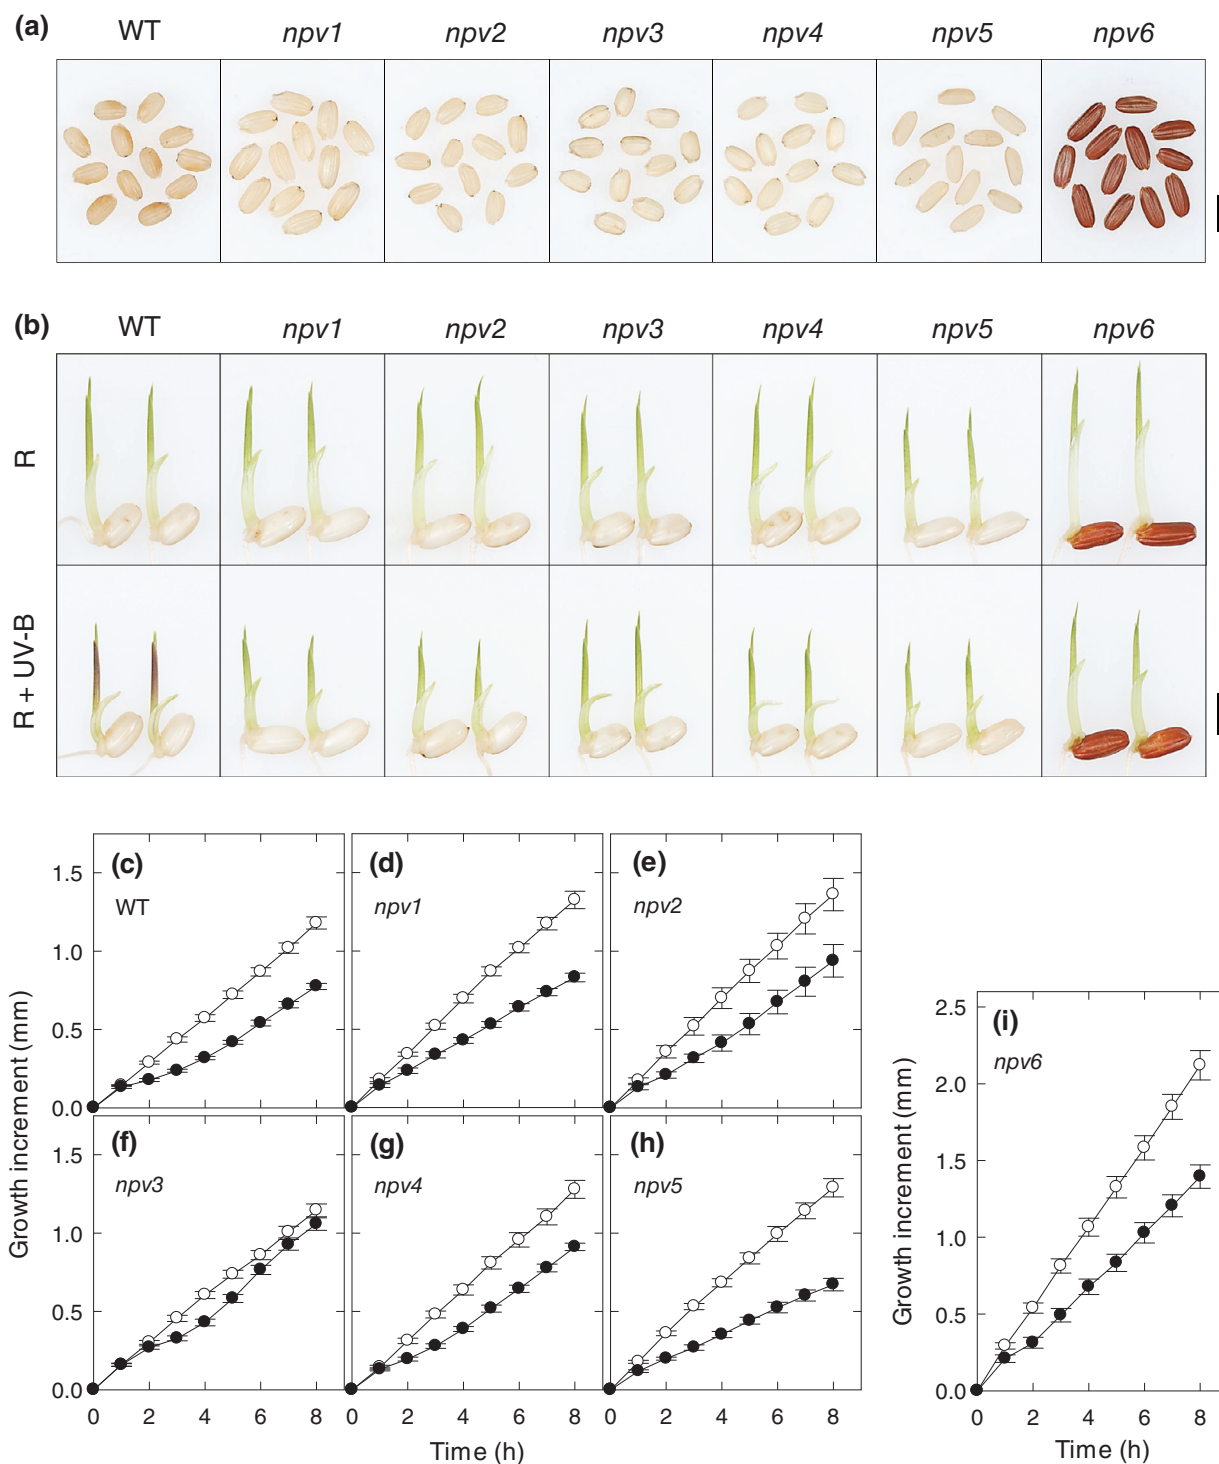 (a) WT npv1 npv2 npv3 npv4 npv5 npv6
(b) WT npv1 npv2 npv3 npv4 npv5 npv6
R
R + UV-B
(c)
WT
(d)
npv1
(e)
npv2
1.5
1.0
0.5
0.0
(f)
npv3
(g)
npv4
(h)
npv5
1.5
1.0
0.5
0.0
0 2 4 6 8 0 2 4 6 8 0 2 4 6 8
Growth increment (mm)
Time (h)
(i)
npv6
2.5
2.0
1.5
1.0
0.5
0.0
0 2 4 6 8
Growth increment (mm)
Time (h)